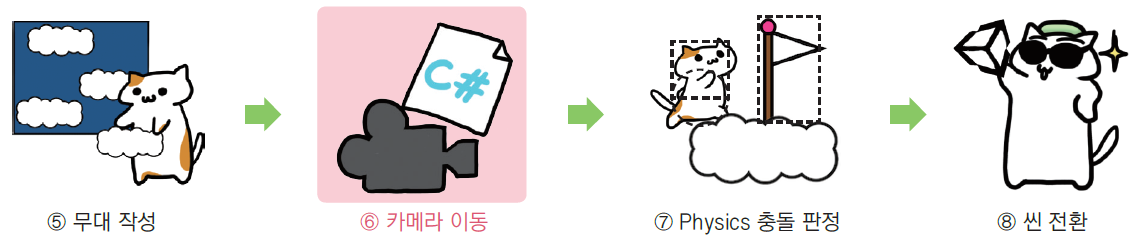 C#
⑤ 무대 작성
⑥ 카메라 이동
⑦ Physics 충돌 판정
⑧ 씬 전환